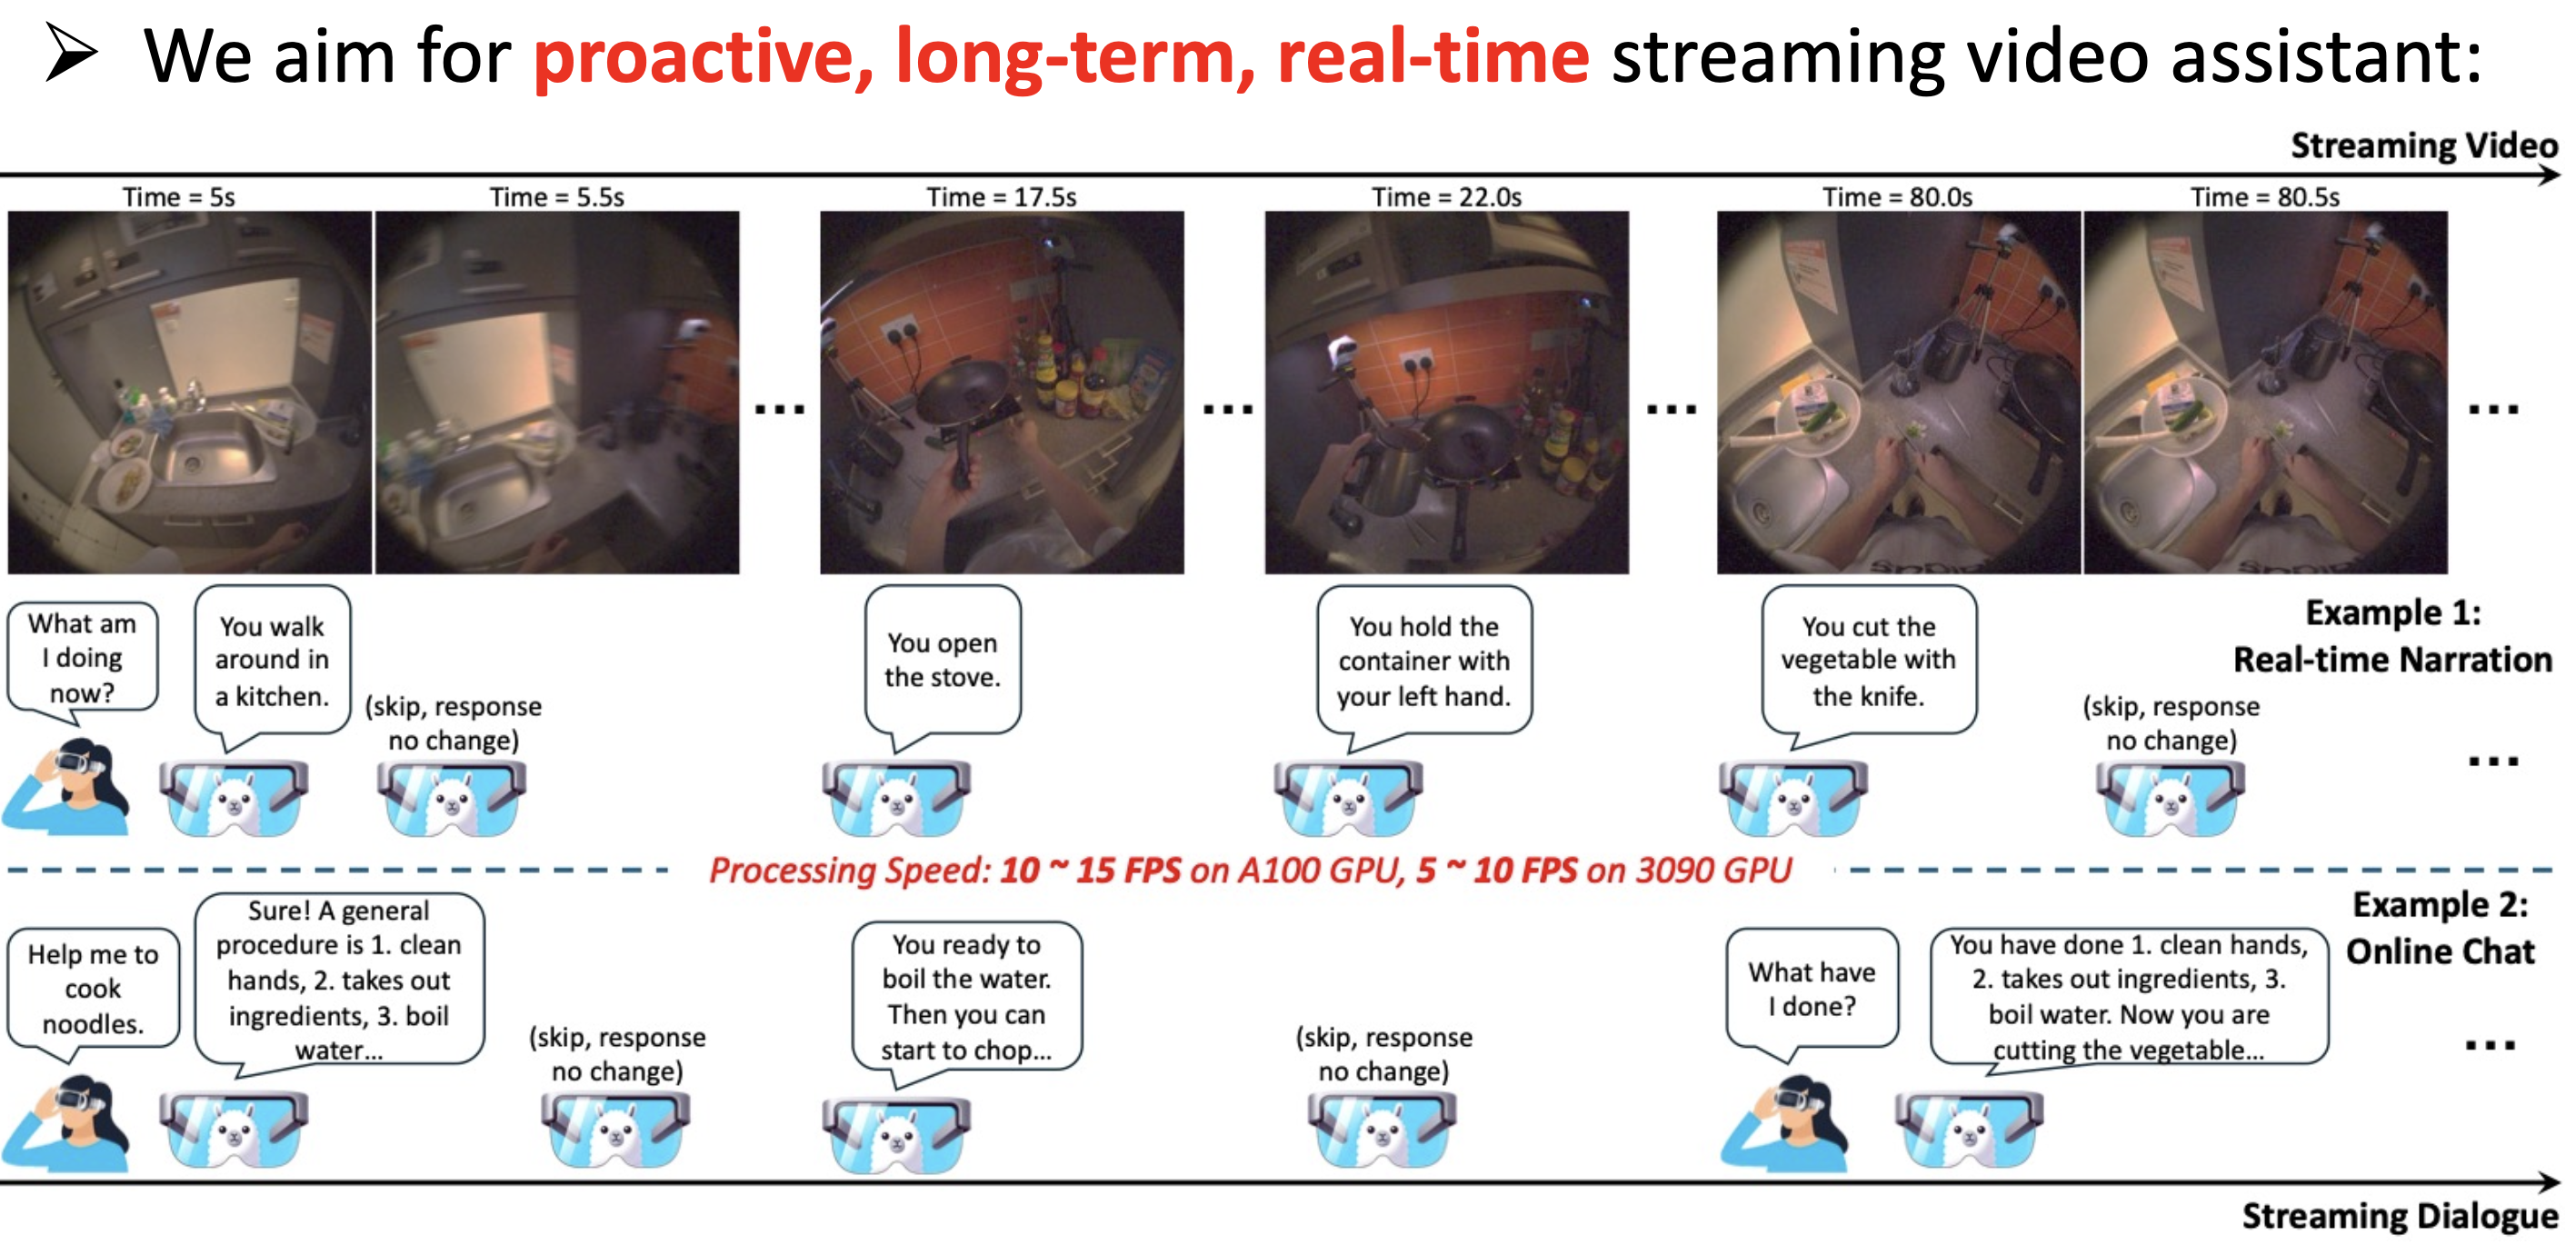 We aim for proactive, long-term, real-time streaming video assistant:
Streaming Video
Time = 5s
Time = 5.5s
Time = 17.5s
Time = 22.0s
Time = 80.0s
Time = 80.5s
...
...
...
...
What am
I doing
now?
You walk
around in
a kitchen.
(skip, response
no change)
You open
the stove.
You hold the
container with
your left hand.
You cut the
vegetable with
the knife.
(skip, response
no change)
Example 1:
Real-time Narration
...
Processing Speed: 10 ~ 15 FPS on A100 GPU, 5 ~ 10 FPS on 3090 GPU
Help me to
cook
noodles.
Sure! A general
procedure is 1. clean
hands, 2. takes out
ingredients, 3. boil
water...
(skip, response
no change)
You ready to
boil the water.
Then you can
start to chop...
(skip, response
no change)
What have
I done?
You have done 1. clean hands,
2. takes out ingredients, 3.
boil water. Now you are
cutting the vegetable...
Example 2:
Online Chat
...
Streaming Dialogue